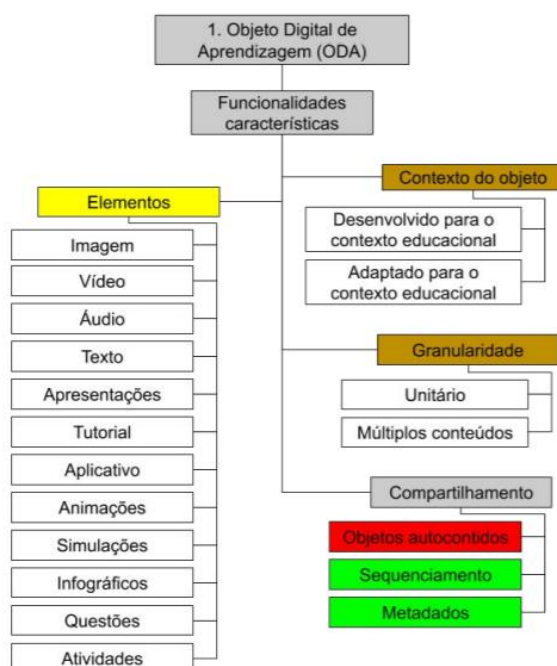 1. Objeto Digital de
Aprendizagem (ODA)
Funcionalidades
características
Elementos
Imagem
Vídeo
Áudio
Texto
Apresentações
Tutorial
Aplicativo
Animações
Simulações
Infográficos
Questões
Atividades
Contexto do objeto
Desenvolvido para o
contexto educacional
Adaptado para o
contexto educacional
Granularidade
Unitário
Múltiplos conteúdos
Compartilhamento
Objetos autocontidos
Sequenciamento
Metadados